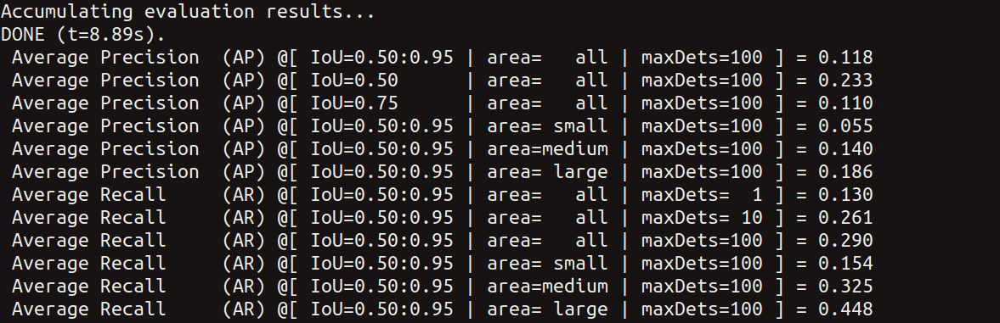 Accumulating evaluation results...
DONE (t=8.89s).
 Average Precision  (AP) @[ IoU=0.50:0.95 | area=   all | maxDets=100 ] = 0.118
 Average Precision  (AP) @[ IoU=0.50      | area=   all | maxDets=100 ] = 0.233
 Average Precision  (AP) @[ IoU=0.75      | area=   all | maxDets=100 ] = 0.110
 Average Precision  (AP) @[ IoU=0.50:0.95 | area= small | maxDets=100 ] = 0.055
 Average Precision  (AP) @[ IoU=0.50:0.95 | area=medium | maxDets=100 ] = 0.140
 Average Precision  (AP) @[ IoU=0.50:0.95 | area= large | maxDets=100 ] = 0.186
 Average Recall     (AR) @[ IoU=0.50:0.95 | area=   all | maxDets=  1 ] = 0.130
 Average Recall     (AR) @[ IoU=0.50:0.95 | area=   all | maxDets= 10 ] = 0.261
 Average Recall     (AR) @[ IoU=0.50:0.95 | area=   all | maxDets=100 ] = 0.290
 Average Recall     (AR) @[ IoU=0.50:0.95 | area= small | maxDets=100 ] = 0.154
 Average Recall     (AR) @[ IoU=0.50:0.95 | area=medium | maxDets=100 ] = 0.325
 Average Recall     (AR) @[ IoU=0.50:0.95 | area= large | maxDets=100 ] = 0.448